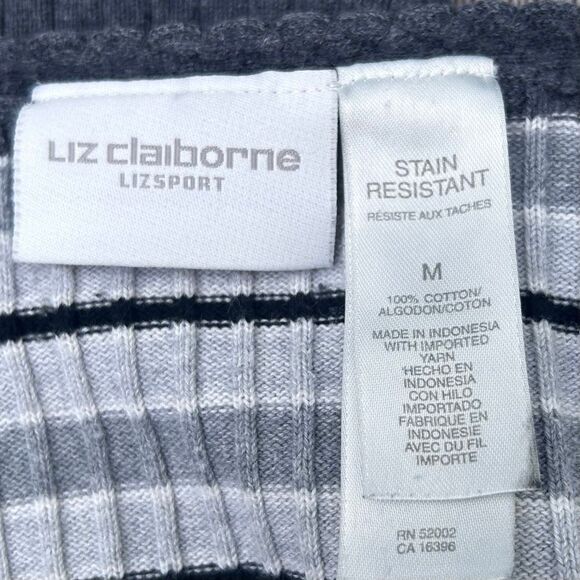 Liz claiborne
LIZSPORT
STAIN
RESISTANT
RÉSISTE AUX TACHES
M
100% COTTON/
ALGODON/COTON
MADE IN INDONESIA
WITH IMPORTED
YARN
HECHO EN
INDONESIA
CON HILO
IMPORTADO
FABRIQUE EN
INDONESIE
AVEC DU FIL
IMPORTE
RN 52002
CA 16396